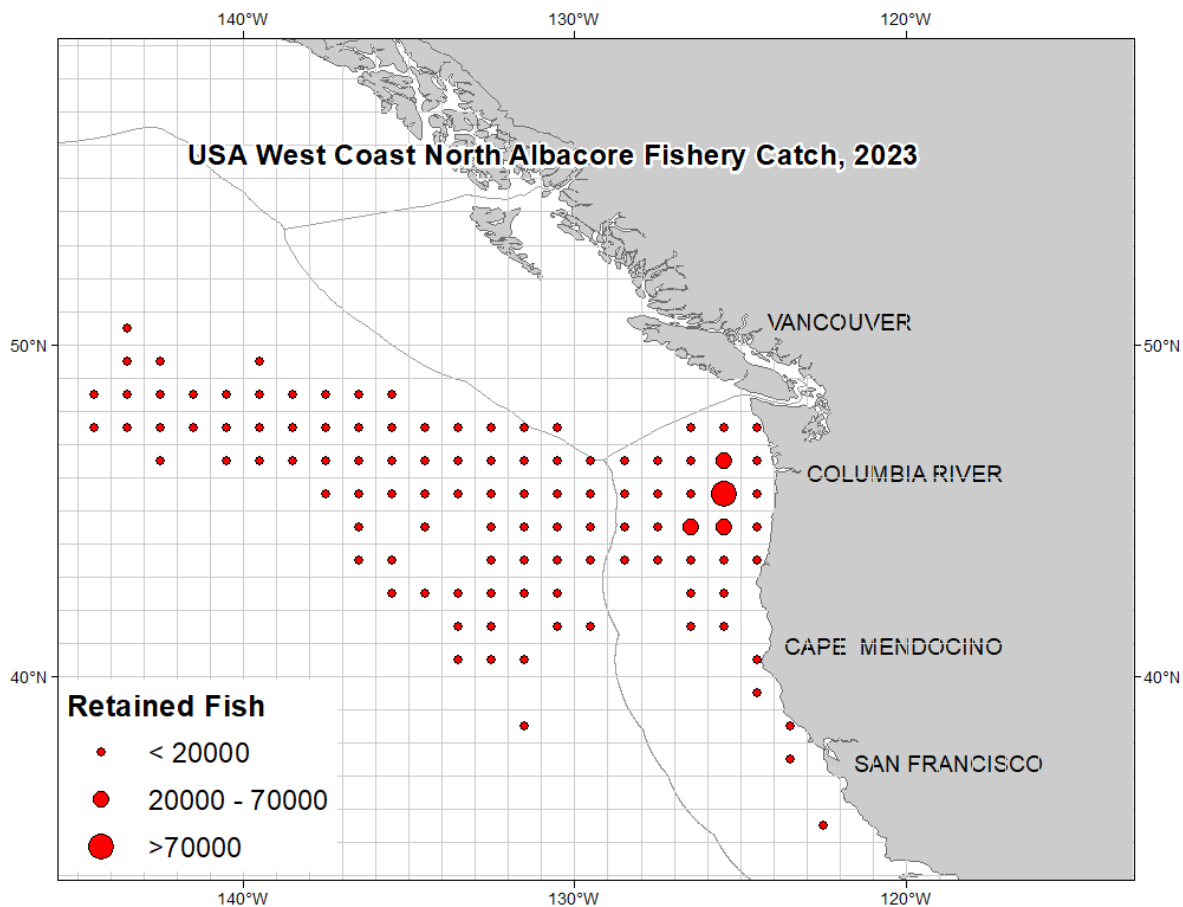 140°W 130°W 120°W
USA West Coast North Albacore Fishery Catch, 2023
VANCOUVER
50°N 50°N
COLUMBIA RIVER
CAPE MENDOCINO
40°N 40°N
Retained Fish
< 20000
SAN FRANCISCO
20000 - 70000
>70000
140°W 130°W 120°W